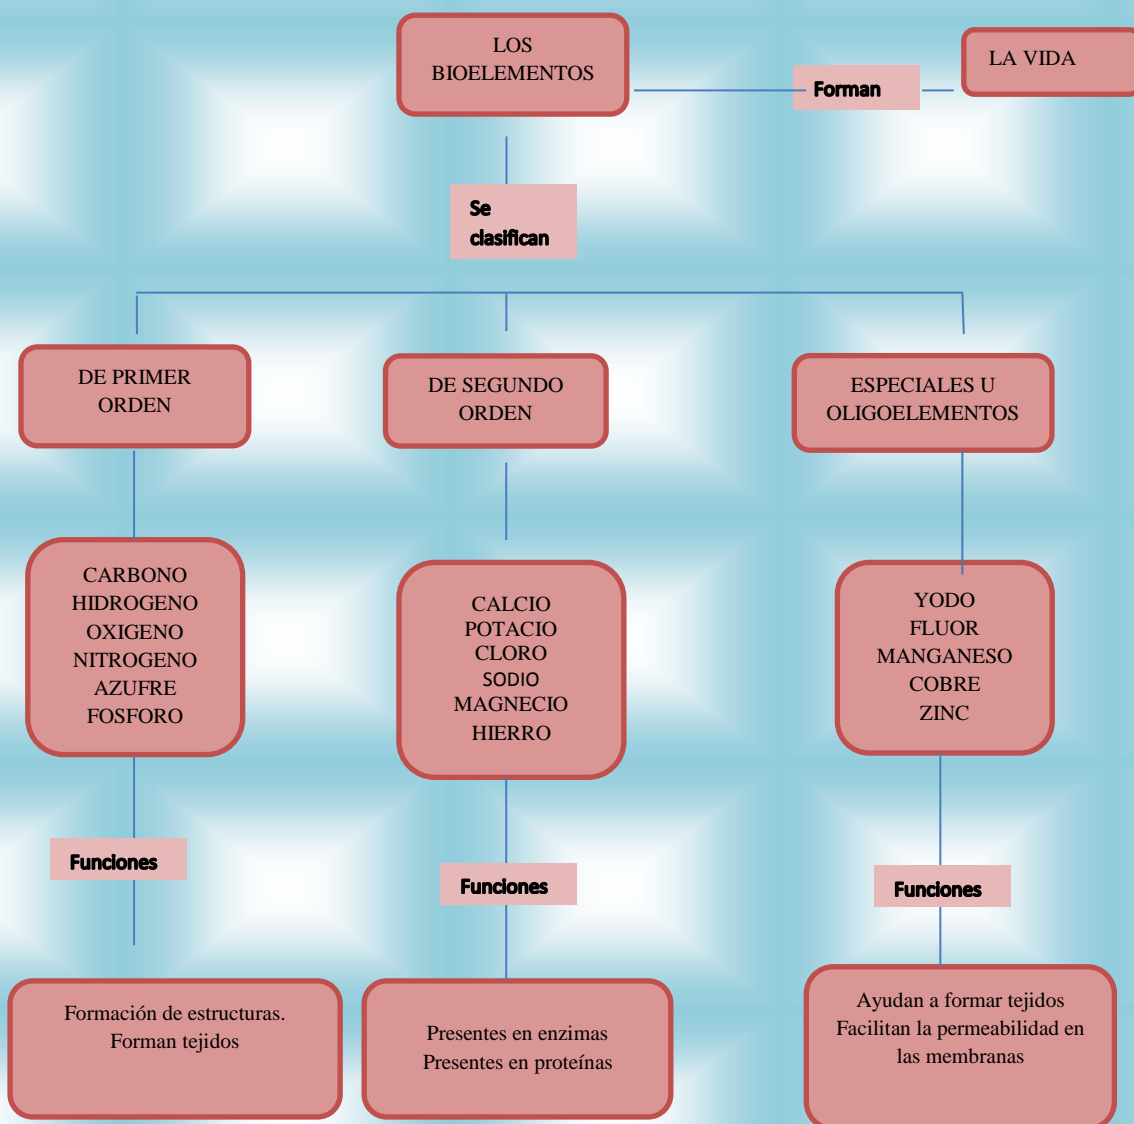 LOS
BIOELEMENTOS
Forman
LA VIDA
Se
clasifican
DE PRIMER
ORDEN
DE SEGUNDO
ORDEN
ESPECIALES U
OLIGOELEMENTOS
CARBONO
HIDROGENO
OXIGENO
NITROGENO
AZUFRE
FOSFORO
CALCIO
POTACIO
CLORO
SODIO
MAGNECIO
HIERRO
YODO
FLUOR
MANGANESO
COBRE
ZINC
Funciones
Funciones
Funciones
Formación de estructuras.
Forman tejidos
Presentes en enzimas
Presentes en proteínas
Ayudan a formar tejidos
Facilitan la permeabilidad en
las membranas